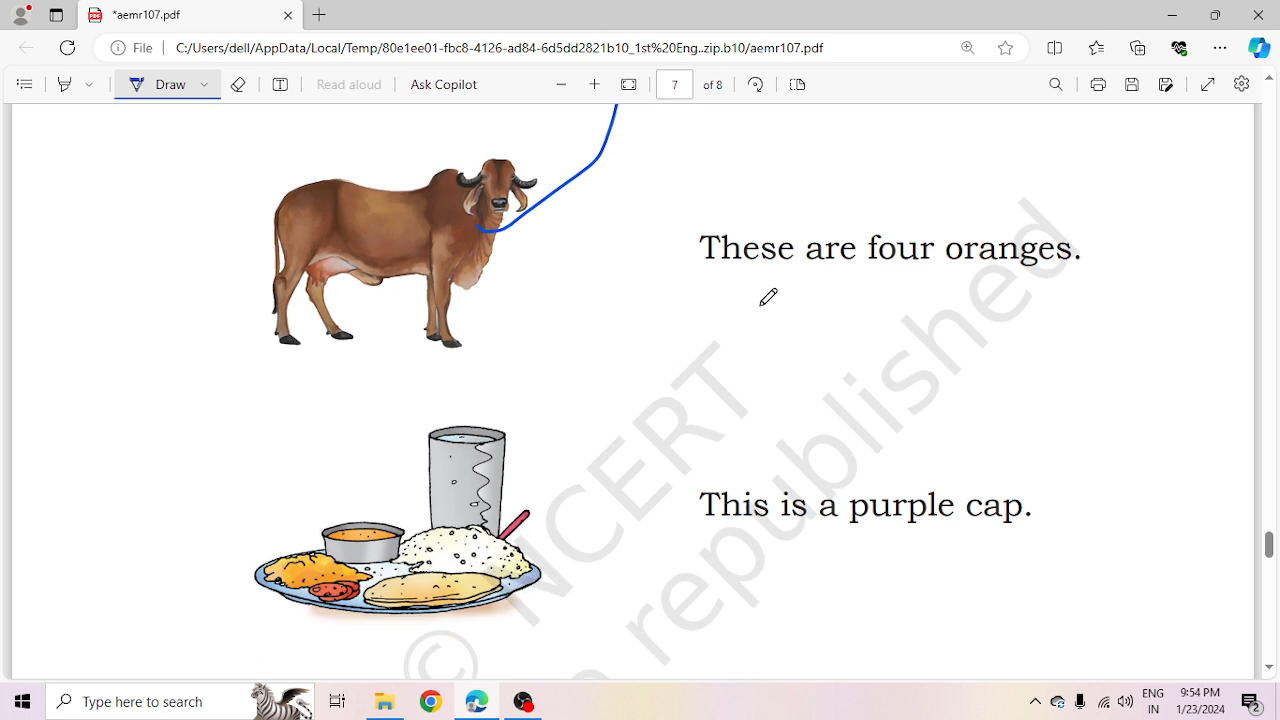 *aemr107.pdf
File
C:/Users/dell/AppData/Local/Temp/80e1ee01-fbc8-4126-ad84-6d5dd2821b10_1st%20Eng..zip.b10/aemr107.pdf
Draw
Read aloud
Ask Copilot
7
of 8
These are four oranges.
This is a purple cap.
© NCERT
republished
Type here to search
ENG
IN
9:54 PM
1/23/2024
2